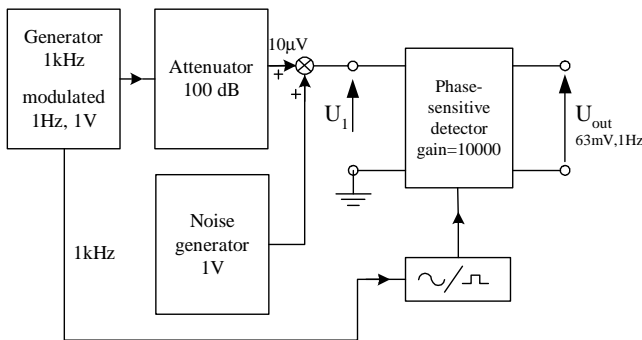 Generator
1kHz
modulated
1Hz, 1V
Attenuator
100 dB
10µV
+
+
U1
Phase-
sensitive
detector
gain=10000
Uout
63mV,1Hz
Noise
generator
1V
1kHz